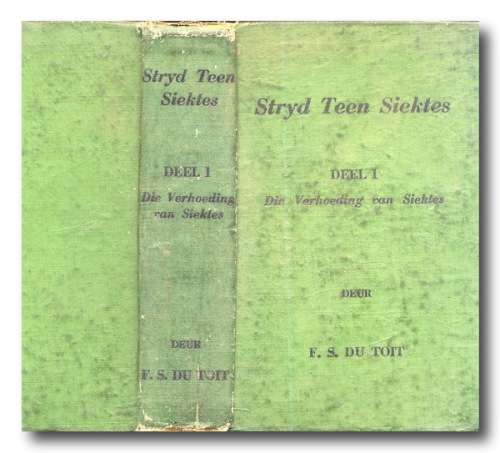 Stryd Teen
Siektes
DEEL I
Die Verhoeding
van Siektes
DEUR
F. S. DU TOIT
Stryd Teen Siektes
DEEL I
Die Verhoeding van Siektes
DEUR
F. S. DU TOIT